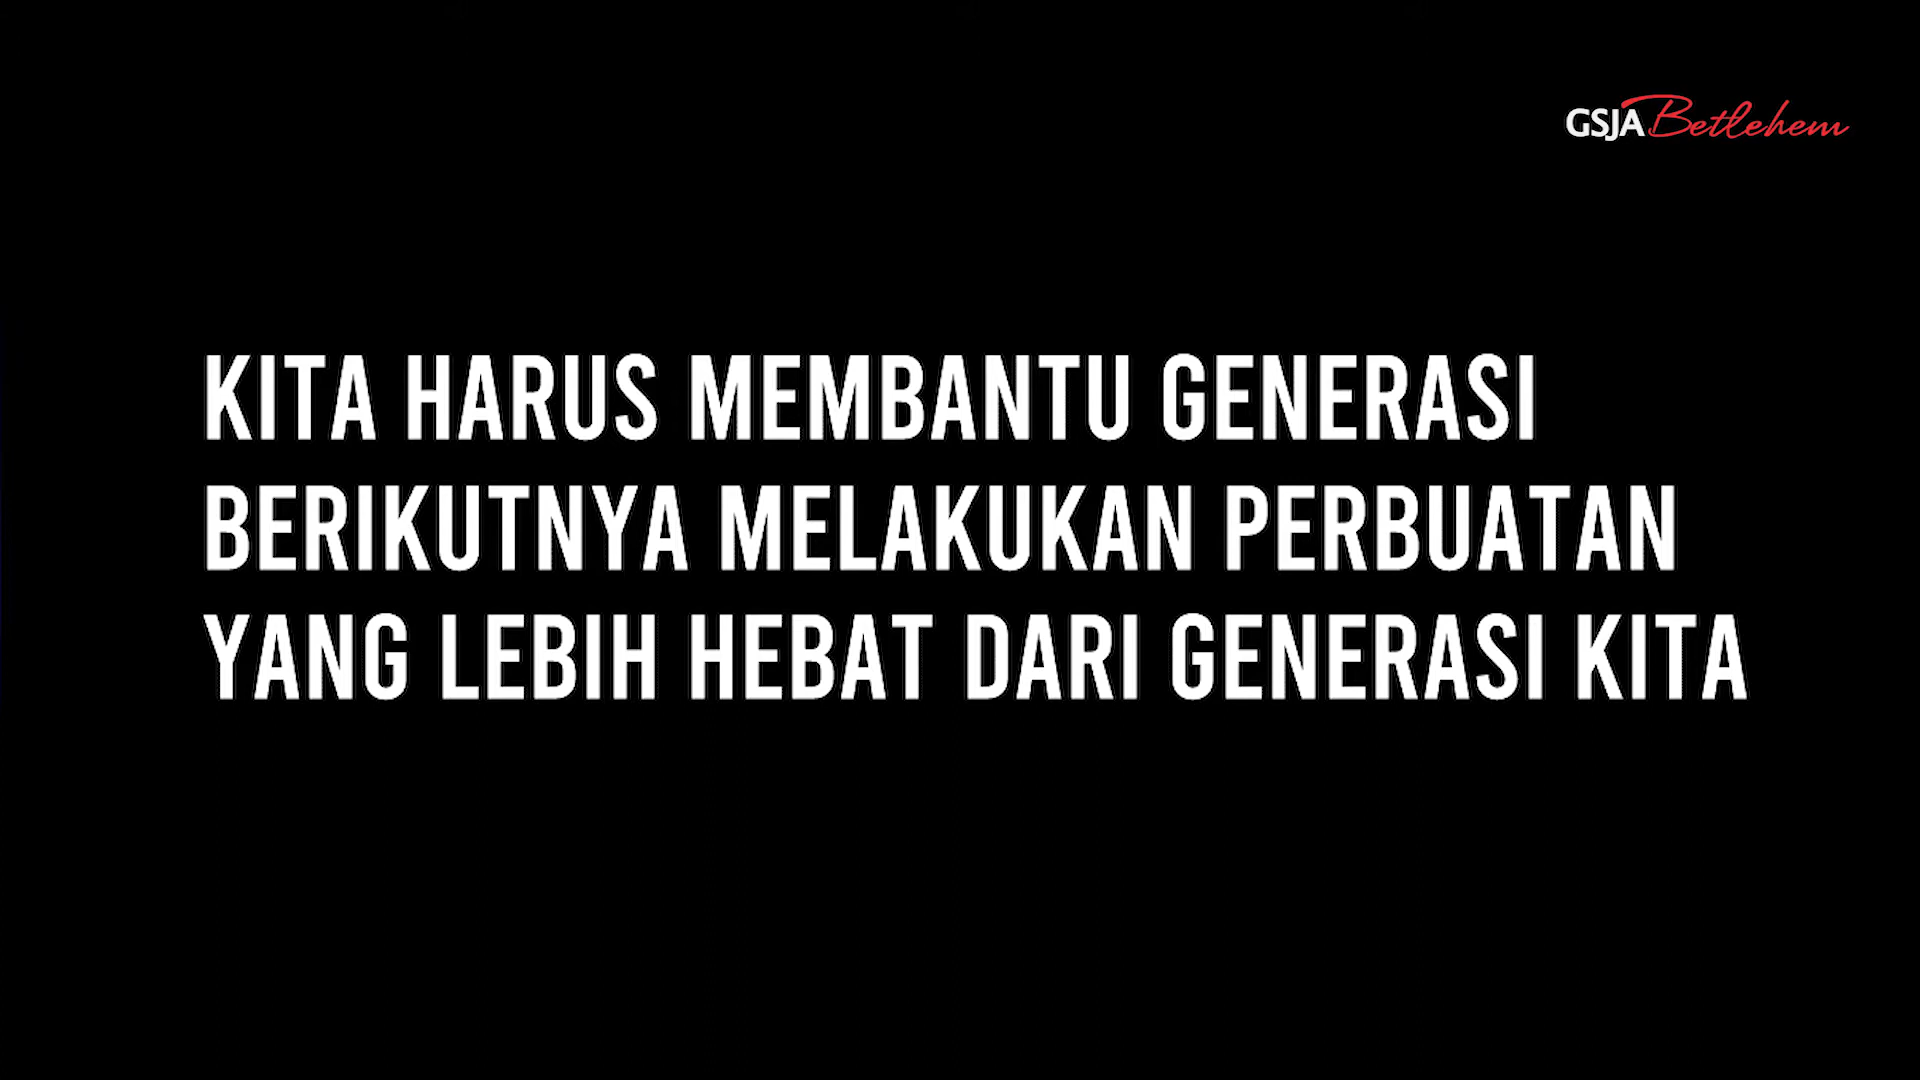 GSJA Betlehem
KITA HARUS MEMBANTU GENERASI
BERIKUTNYA MELAKUKAN PERBUATAN
YANG LEBIH HEBAT DARI GENERASI KITA